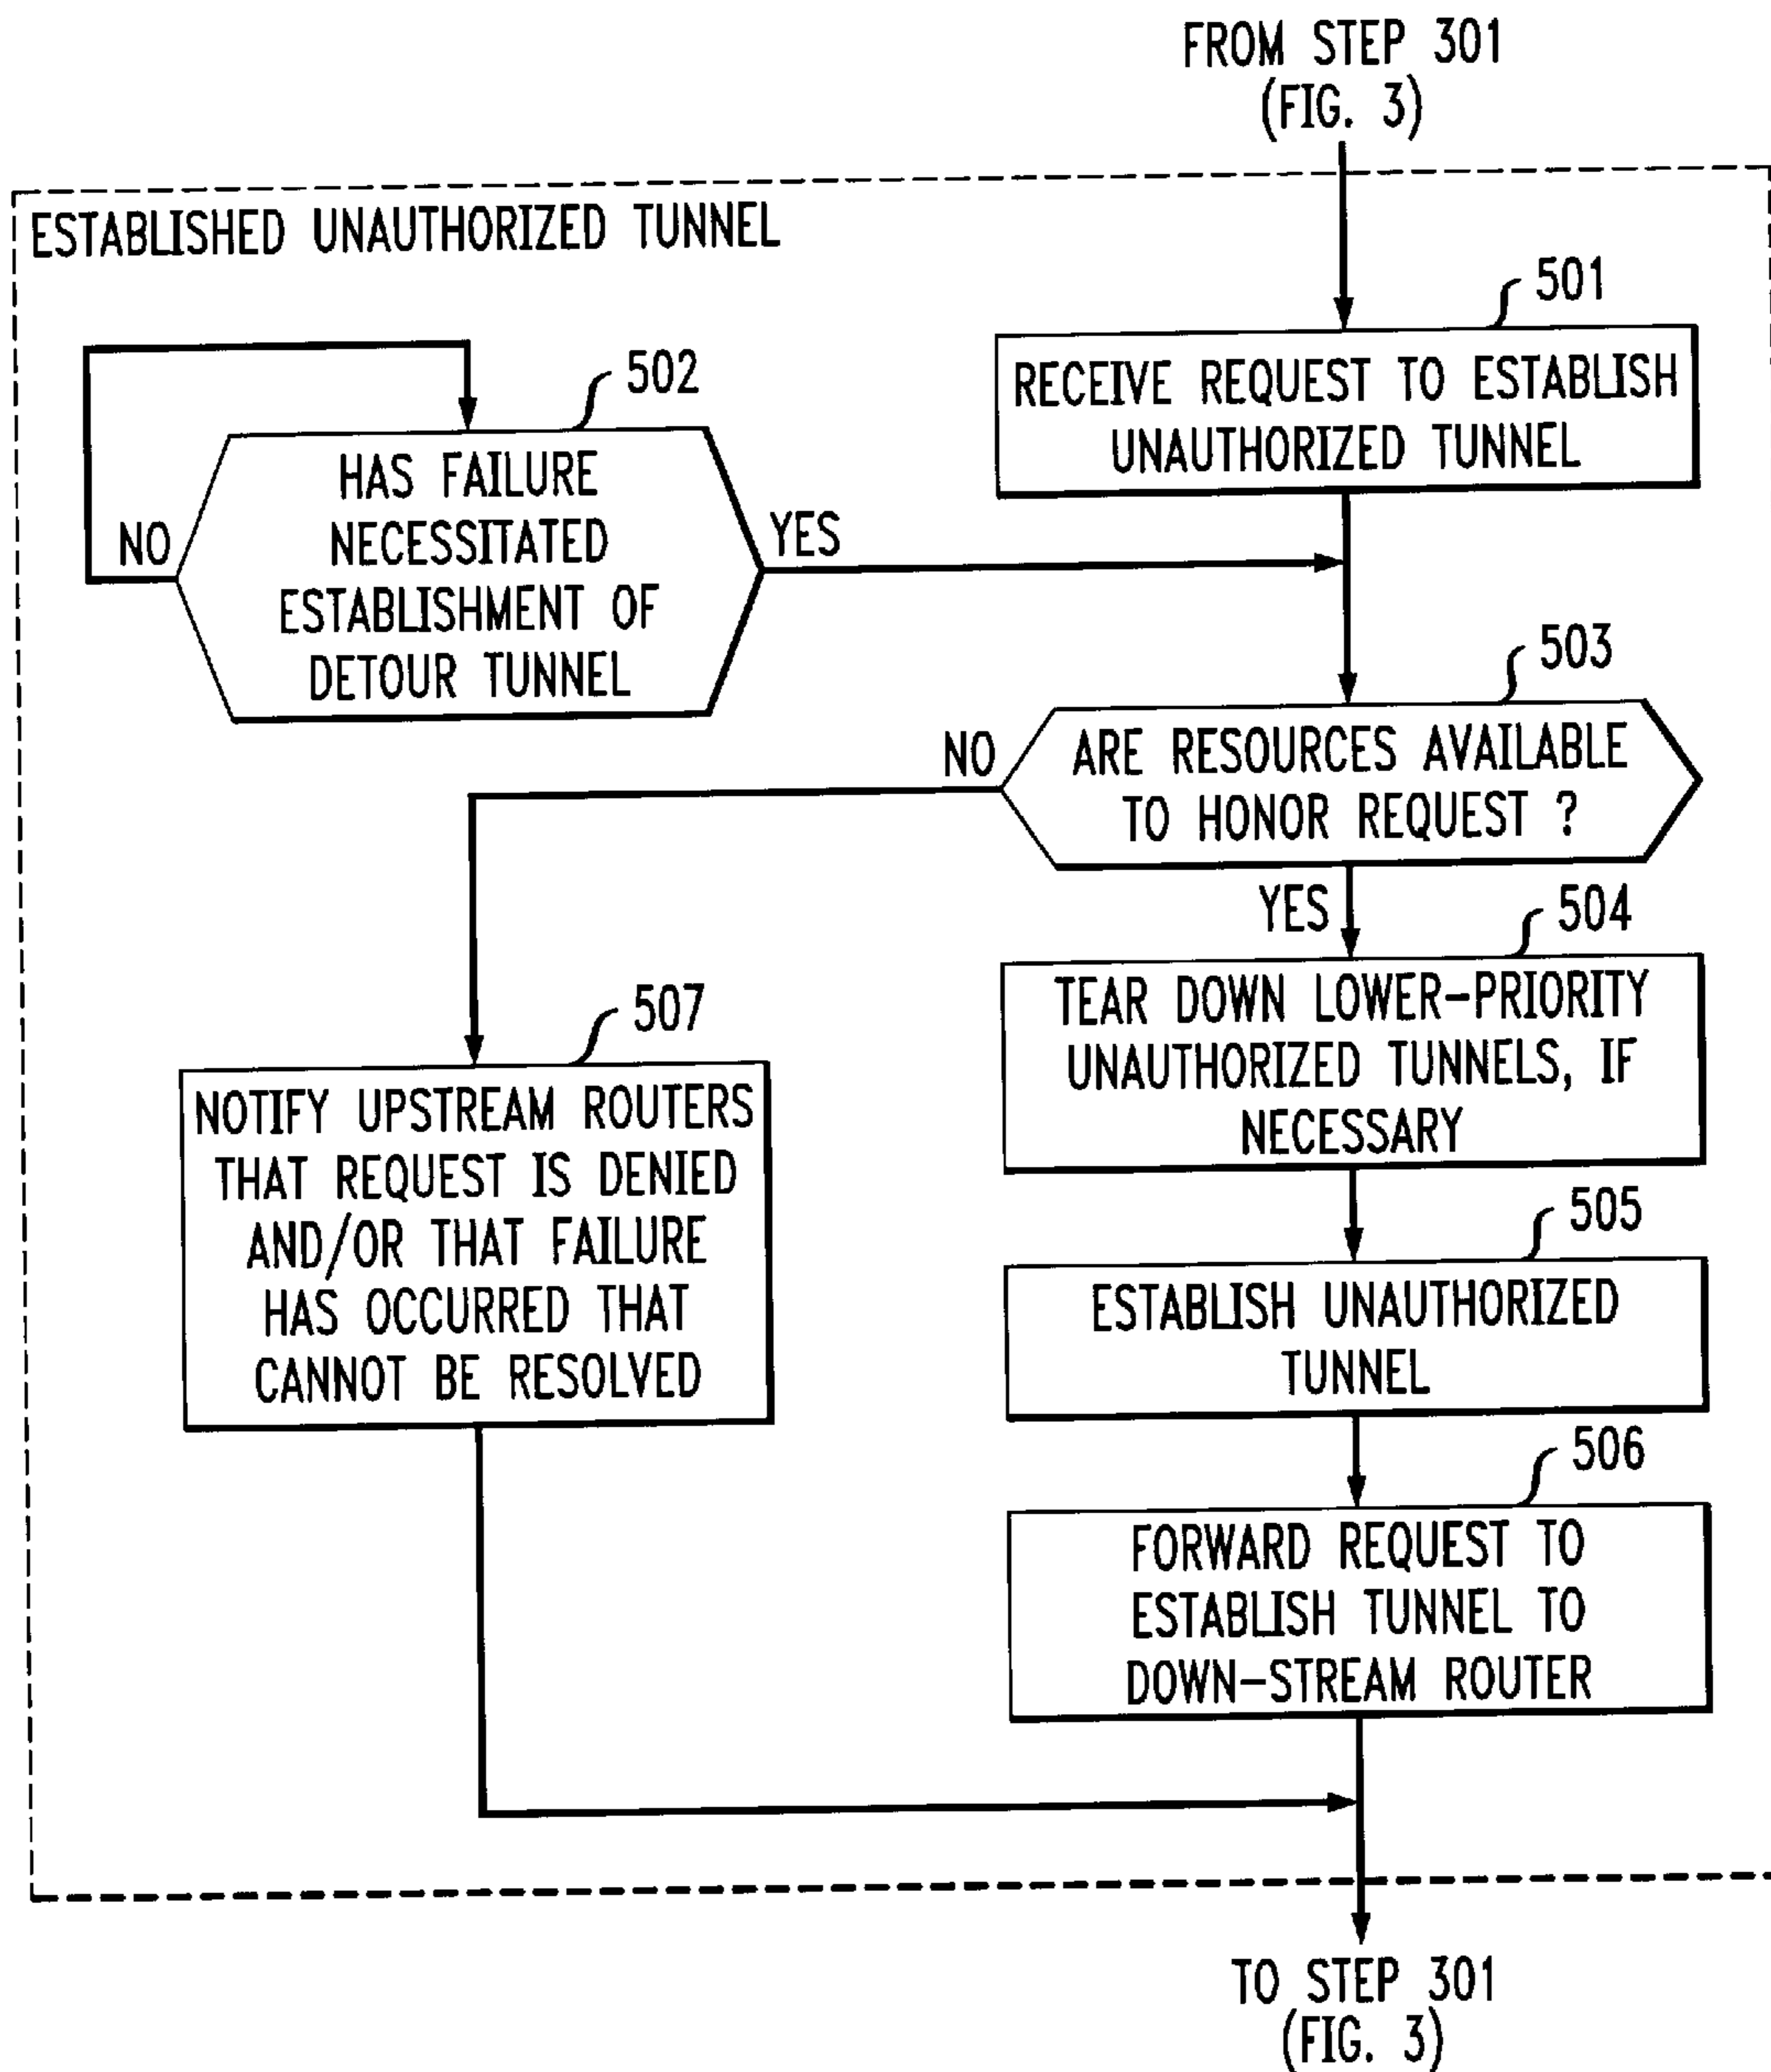 FROM STEP 301
(FIG. 3)
ESTABLISHED UNAUTHORIZED TUNNEL
501
RECEIVE REQUEST TO ESTABLISH
UNAUTHORIZED TUNNEL
502
HAS FAILURE
NECESSITATED
ESTABLISHMENT OF
DETOUR TUNNEL
NO
YES
503
ARE RESOURCES AVAILABLE
TO HONOR REQUEST ?
NO
YES
504
TEAR DOWN LOWER-PRIORITY
UNAUTHORIZED TUNNELS, IF
NECESSARY
507
NOTIFY UPSTREAM ROUTERS
THAT REQUEST IS DENIED
AND/OR THAT FAILURE
HAS OCCURRED THAT
CANNOT BE RESOLVED
505
ESTABLISH UNAUTHORIZED
TUNNEL
506
FORWARD REQUEST TO
ESTABLISH TUNNEL TO
DOWN-STREAM ROUTER
TO STEP 301
(FIG. 3)